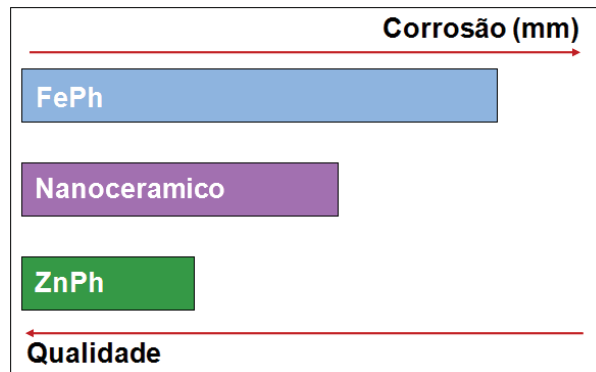 Corrosão (mm)
FePh
Nanoceramico
ZnPh
Qualidade